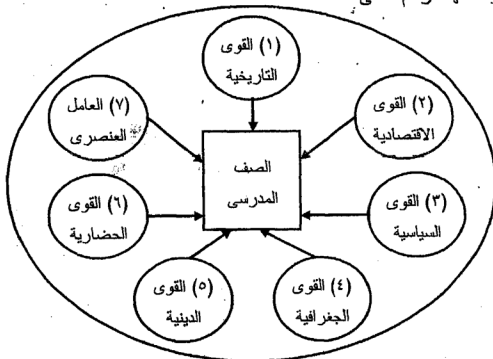 (١) القوى
التاريخية
(٢) القوى
الاقتصادية
(٣) القوى
السياسية
(٤) القوى
الجغرافية
(٥) القوى
الدينية
(٦) القوى
الحضارية
(٧) العامل
العنصرى
الصف
المدرسى